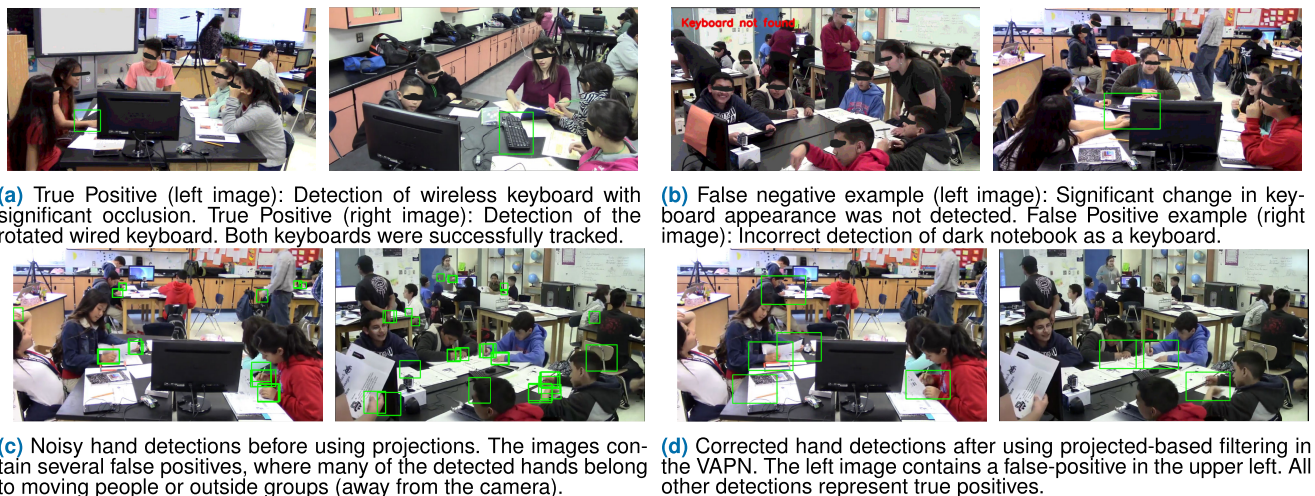 Keyboard not found
(a) True Positive (left image): Detection of wireless keyboard with
significant occlusion. True Positive (right image): Detection of the
rotated wired keyboard. Both keyboards were successfully tracked.
(b) False negative example (left image): Significant change in key-
board appearance was not detected. False Positive example (right
image): Incorrect detection of dark notebook as a keyboard.
(c) Noisy hand detections before using projections. The images con-
tain several false positives, where many of the detected hands belong
to moving people or outside groups (away from the camera).
(d) Corrected hand detections after using projected-based filtering in
the VAPN. The left image contains a false-positive in the upper left. All
other detections represent true positives.